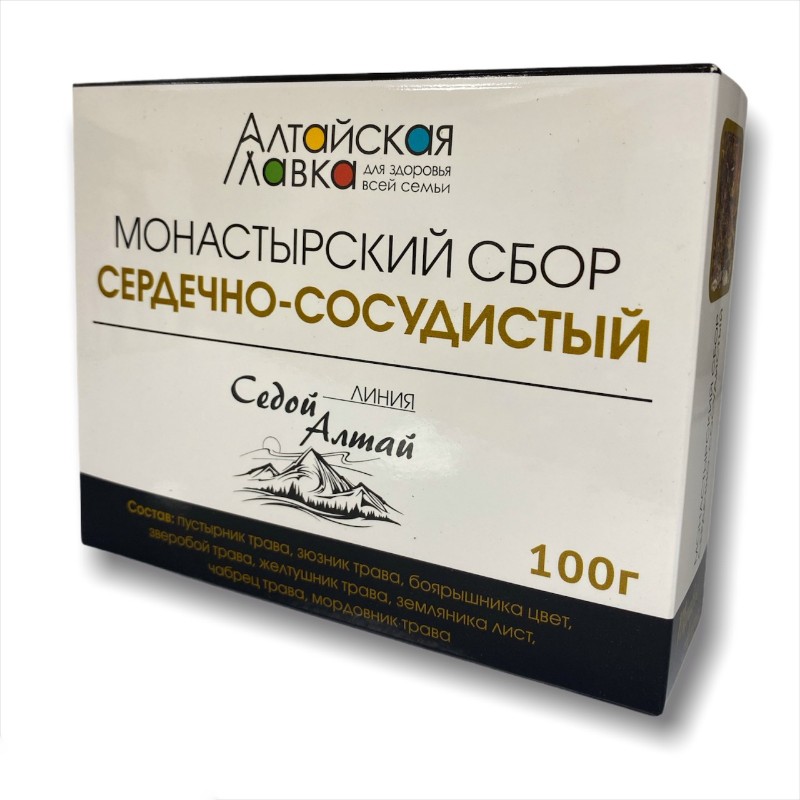 Алтайская
Лавка для здоровья
всей семьи
МОНАСТЫРСКИЙ СБОР
СЕРДЕЧНО-СОСУДИСТЫЙ
ЛИНИЯ
Седой
Алтай
Состав: пустырник трава, зюзник трава, боярышника цвет,
зверобой трава, желтушник трава, земляника лист,
чабрец трава, мордовник трава
100г